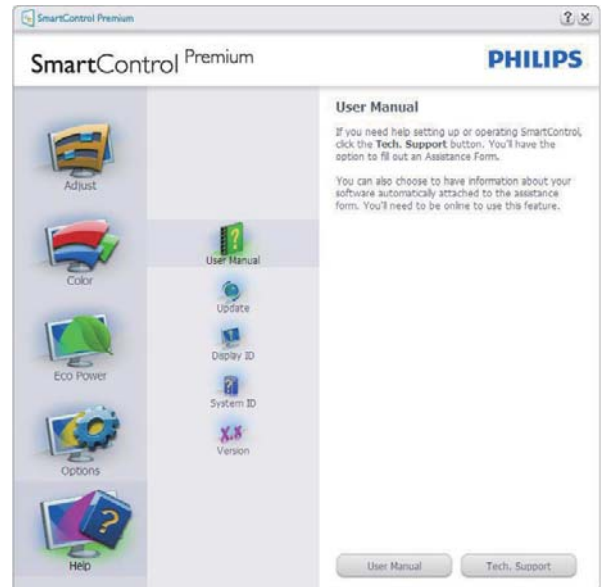 SmartControl Premium
SmartControl Premium
PHILIPS
Adjust
Color
Eco Power
Options
Help
User Manual
Update
Display ID
System ID
X.X
Version
User Manual
If you need help setting up or operating SmartControl,
click the Tech. Support button. You'll have the
option to fill out an Assistance Form.
You can also choose to have information about your
software automatically attached to the assistance
form. You'll need to be online to use this feature.
User Manual
Tech. Support